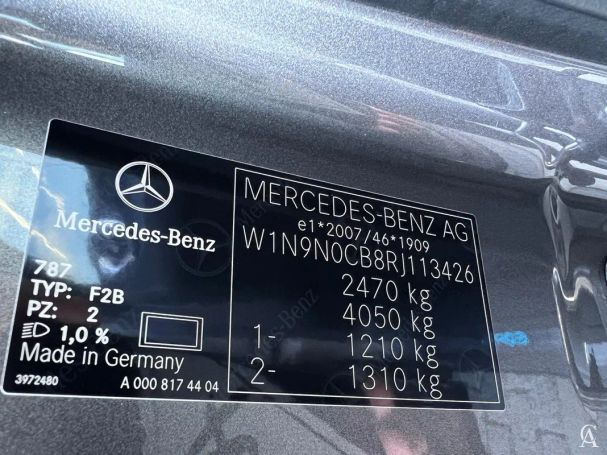 Mercedes-Benz
787
TYP: F2B
PZ: 2
1,0 %
Made in Germany
3972480
A 000 817 44 04
MERCEDES-BENZ AG
e1*2007/46*1909
W1N9N0CB8RJ113426
2470 kg
4050 kg
1- 1210 kg
2- 1310 kg